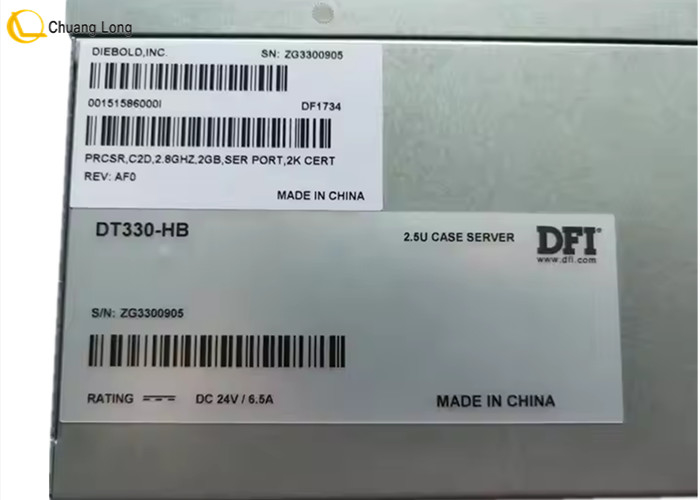 Chuang Long
DIEBOLD,INC. SN: ZG3300905
00151586000I DF1734
PRCSR,C2D,2.8GHZ,2GB,SER PORT,2K CERT
REV: AF0
MADE IN CHINA
DT330-HB 2.5U CASE SERVER DFI
www.dfi.com
S/N: ZG3300905
RATING DC 24V / 6.5A MADE IN CHINA